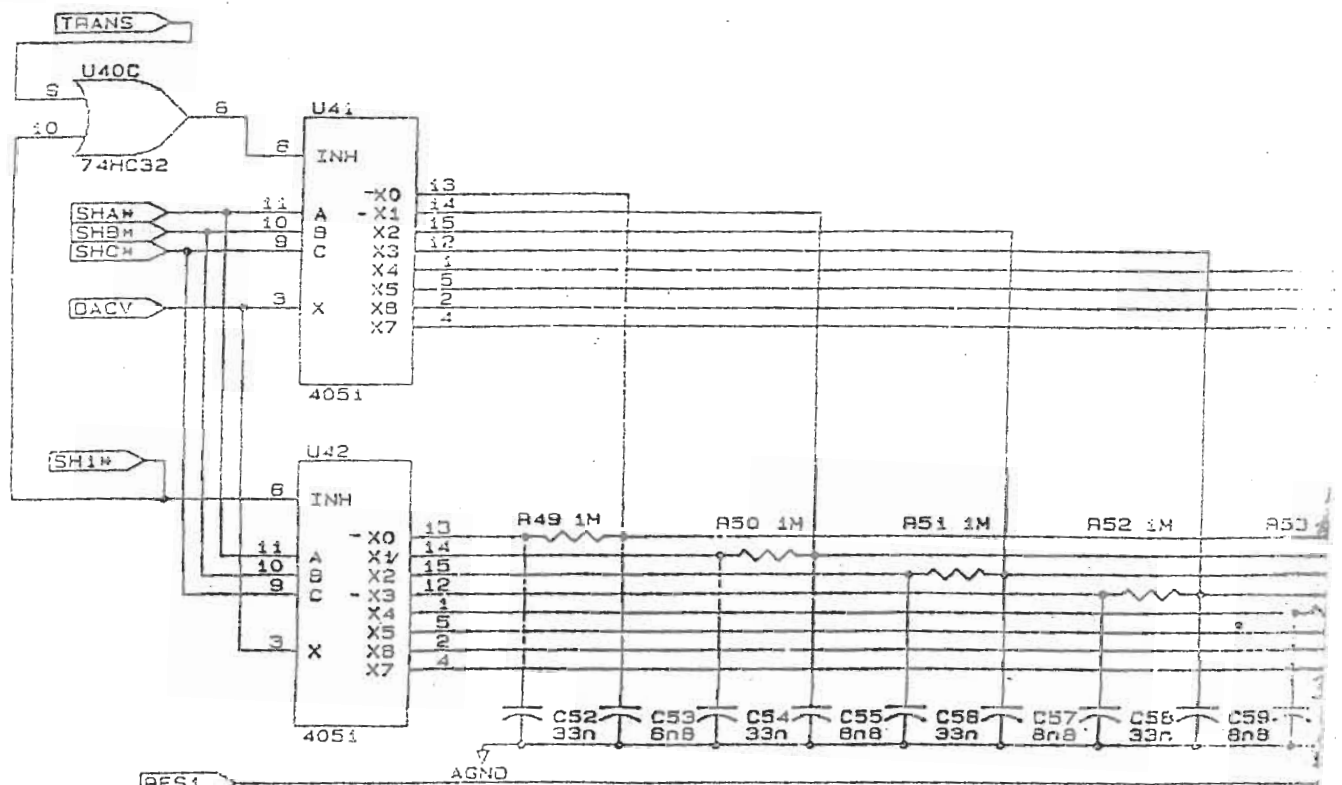 TRANS
U40C
9
10
8
74HC32
U41
6
INH
13
X0
14
X1
15
X2
12
X3
1
X4
5
X5
2
X6
4
X7
SHA*
11
A
SHB*
10
B
SHC*
9
C
DACV
3
X
4051
SH1*
U42
6
INH
13
X0
14
X1
15
X2
12
X3
1
X4
5
X5
2
X6
4
X7
11
A
10
B
9
C
3
X
4051
R49 1M
R50 1M
R51 1M
R52 1M
R53
C52
33n
C53
6n8
C54
33n
C55
6n8
C56
33n
C57
6n8
C58
33n
C59
6n8
AGND
RES1